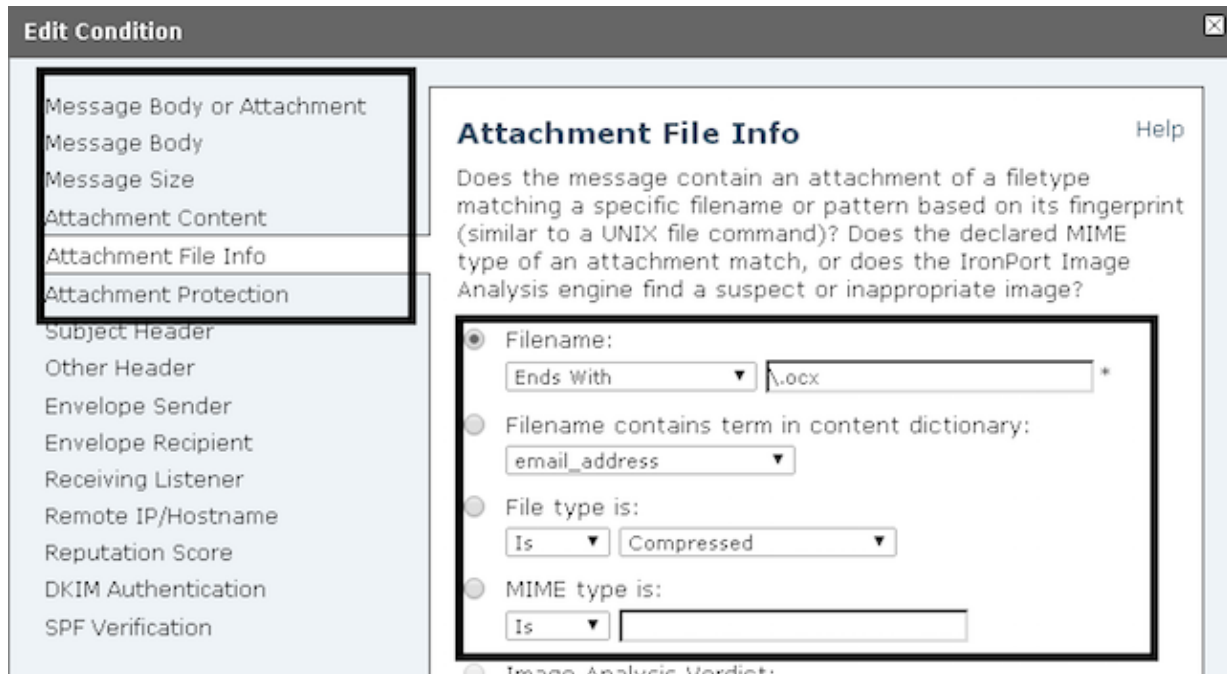 Edit Condition
Message Body or Attachment
Message Body
Message Size
Attachment Content
Attachment File Info
Attachment Protection
Subject Header
Other Header
Envelope Sender
Envelope Recipient
Receiving Listener
Remote IP/Hostname
Reputation Score
DKIM Authentication
SPF Verification
Attachment File Info
Help
Does the message contain an attachment of a filetype
matching a specific filename or pattern based on its fingerprint
(similar to a UNIX file command)? Does the declared MIME
type of an attachment match, or does the IronPort Image
Analysis engine find a suspect or inappropriate image?
Filename:
Ends With
\.ocx
*
Filename contains term in content dictionary:
email_address
File type is:
Is
Compressed
MIME type is:
Is
Image Analysis Verdict: